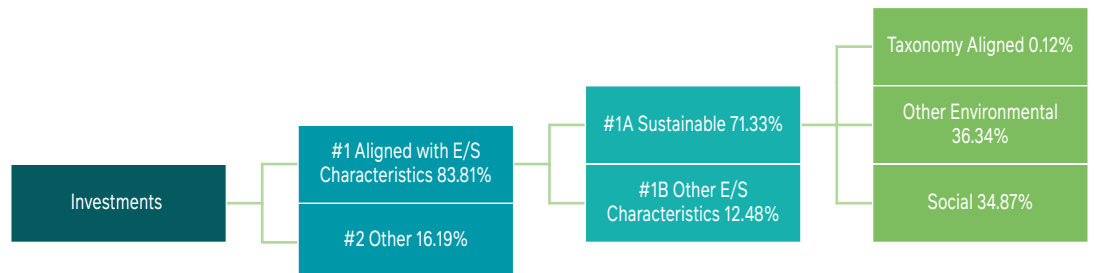 Investments
#1 Aligned with E/S
Characteristics 83.81%
#2 Other 16.19%
#1A Sustainable 71.33%
#1B Other E/S
Characteristics 12.48%
Taxonomy Aligned 0.12%
Other Environmental
36.34%
Social 34.87%